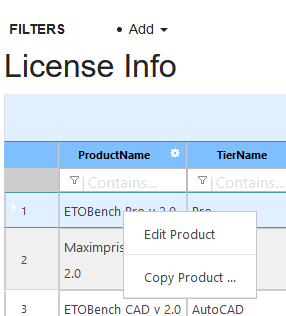 FILTERS • Add
License Info
ProductName TierName
Contains... Contains...
1 ETOBench Pro v 2.0 Pro
Edit Product
2 Maximpris
2.0
Copy Product ...
3 ETOBench CAD v 2.0 AutoCAD